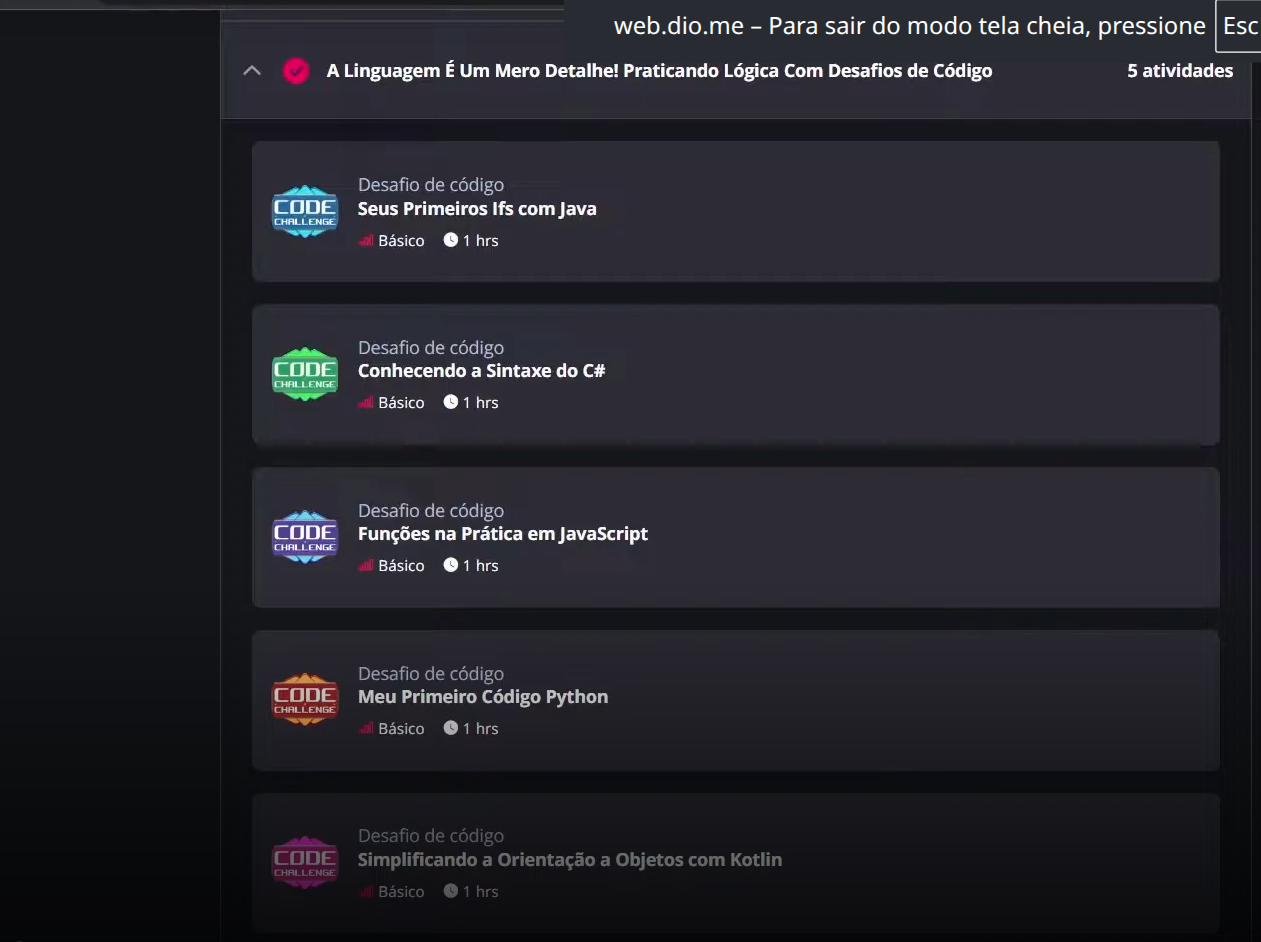 web.dio.me – Para sair do modo tela cheia, pressione Esc
A Linguagem É Um Mero Detalhe! Praticando Lógica Com Desafios de Código 5 atividades
CODE CHALLENGE
Desafio de código
Seus Primeiros Ifs com Java
Básico 1 hrs
CODE CHALLENGE
Desafio de código
Conhecendo a Sintaxe do C#
Básico 1 hrs
CODE CHALLENGE
Desafio de código
Funções na Prática em JavaScript
Básico 1 hrs
CODE CHALLENGE
Desafio de código
Meu Primeiro Código Python
Básico 1 hrs
CODE CHALLENGE
Desafio de código
Simplificando a Orientação a Objetos com Kotlin
Básico 1 hrs